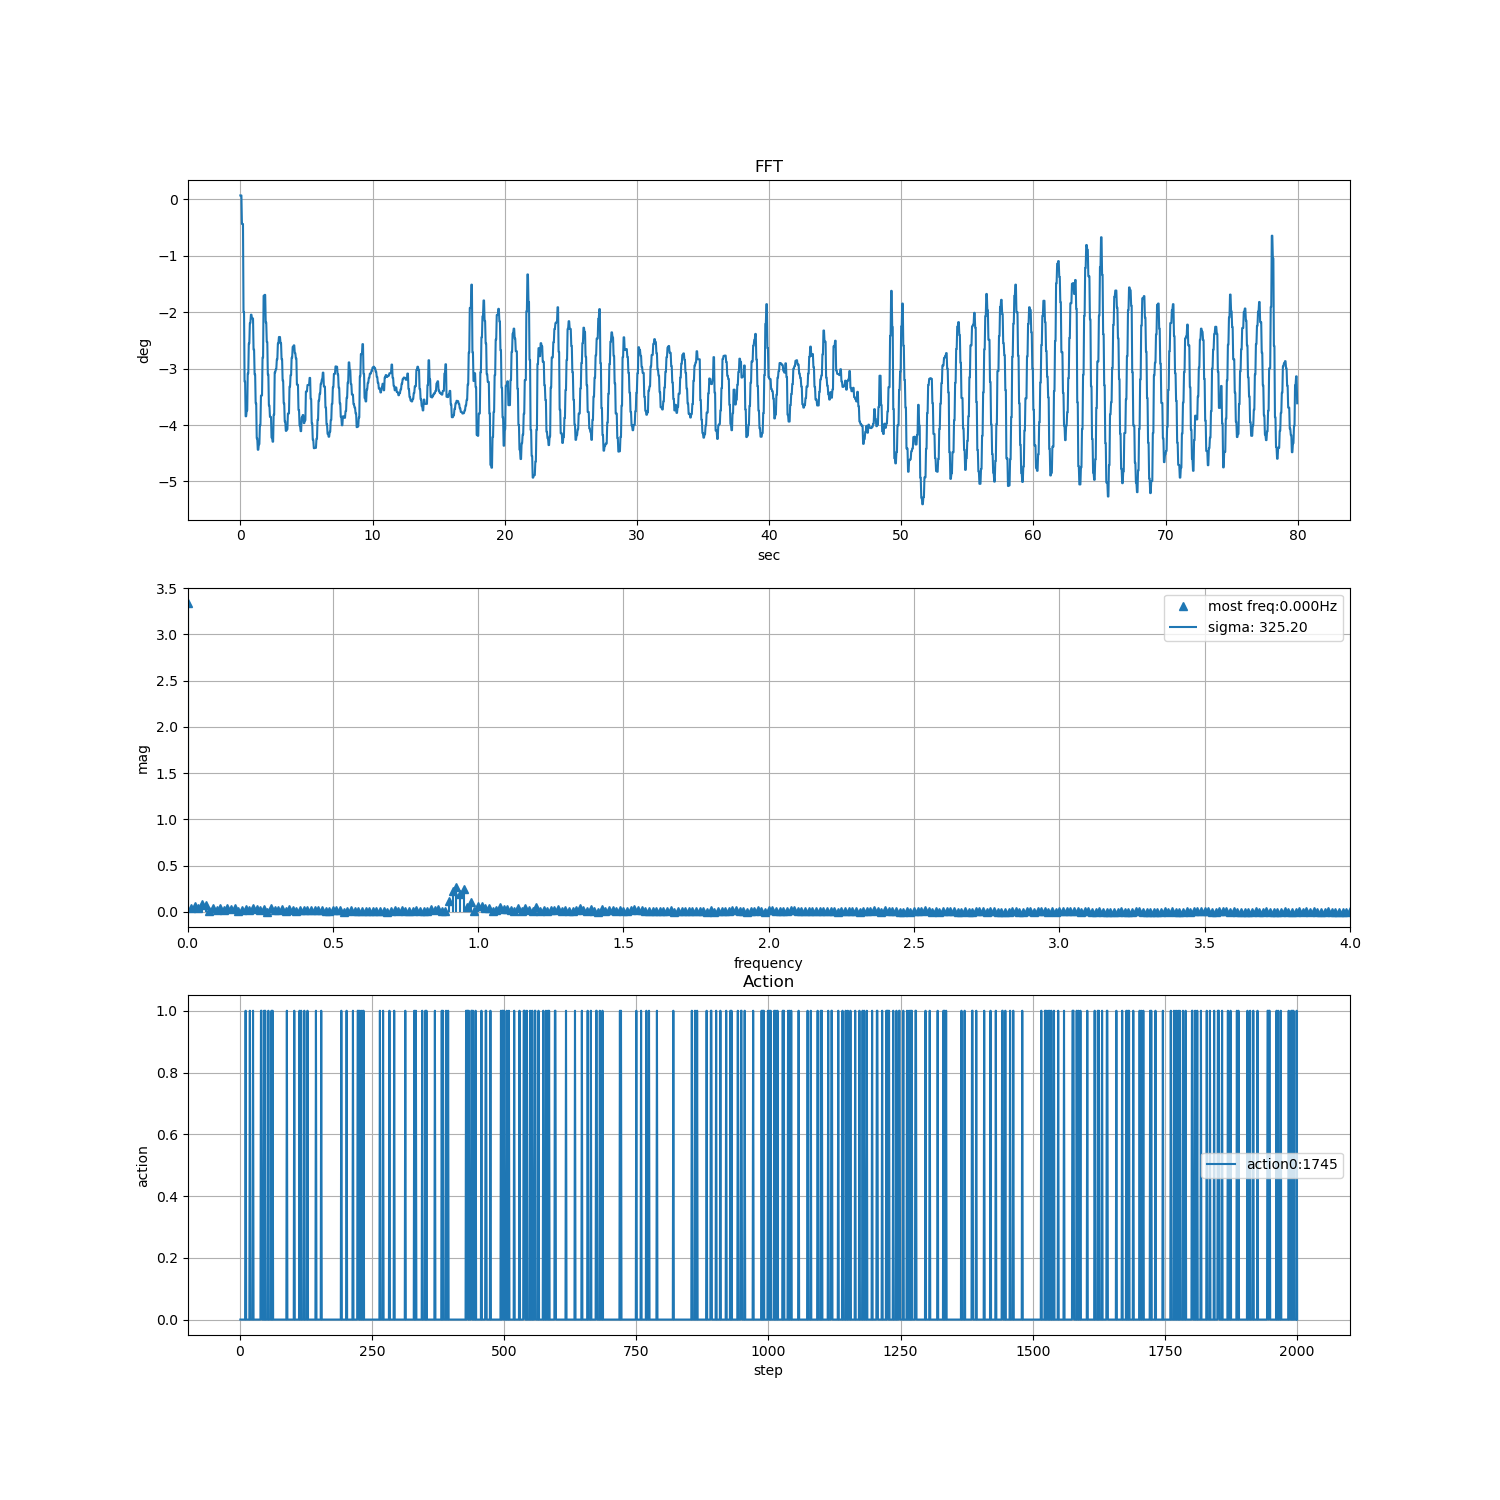 FFT
0
−1
−2
−3
−4
−5
deg
0 10 20 30 40 50 60 70 80
sec
3.5
3.0
2.5
2.0
1.5
1.0
0.5
0.0
mag
most freq:0.000Hz
sigma: 325.20
0.0 0.5 1.0 1.5 2.0 2.5 3.0 3.5 4.0
frequency
Action
1.0
0.8
0.6
0.4
0.2
0.0
action
action0:1745
0 250 500 750 1000 1250 1500 1750 2000
step